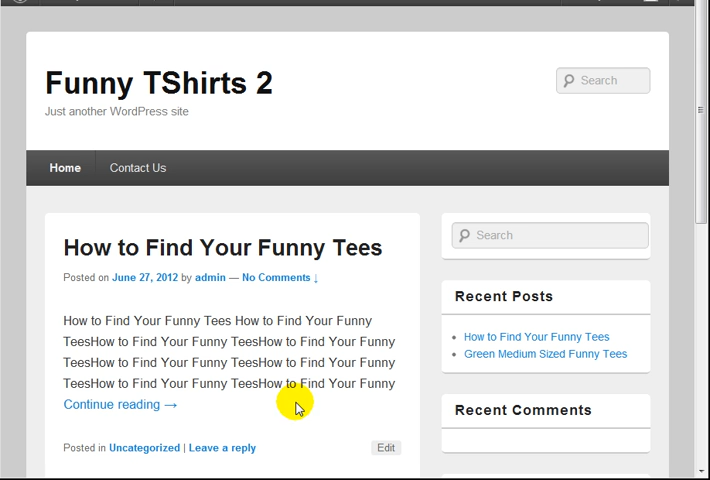 Funny TShirts 2
Just another WordPress site
Search
Home
Contact Us
How to Find Your Funny Tees
Posted on June 27, 2012 by admin — No Comments ↓
How to Find Your Funny Tees How to Find Your Funny
TeesHow to Find Your Funny TeesHow to Find Your Funny
TeesHow to Find Your Funny TeesHow to Find Your Funny
TeesHow to Find Your Funny TeesHow to Find Your Funny
Continue reading →
Posted in Uncategorized | Leave a reply
Edit
Search
Recent Posts
How to Find Your Funny Tees
Green Medium Sized Funny Tees
Recent Comments